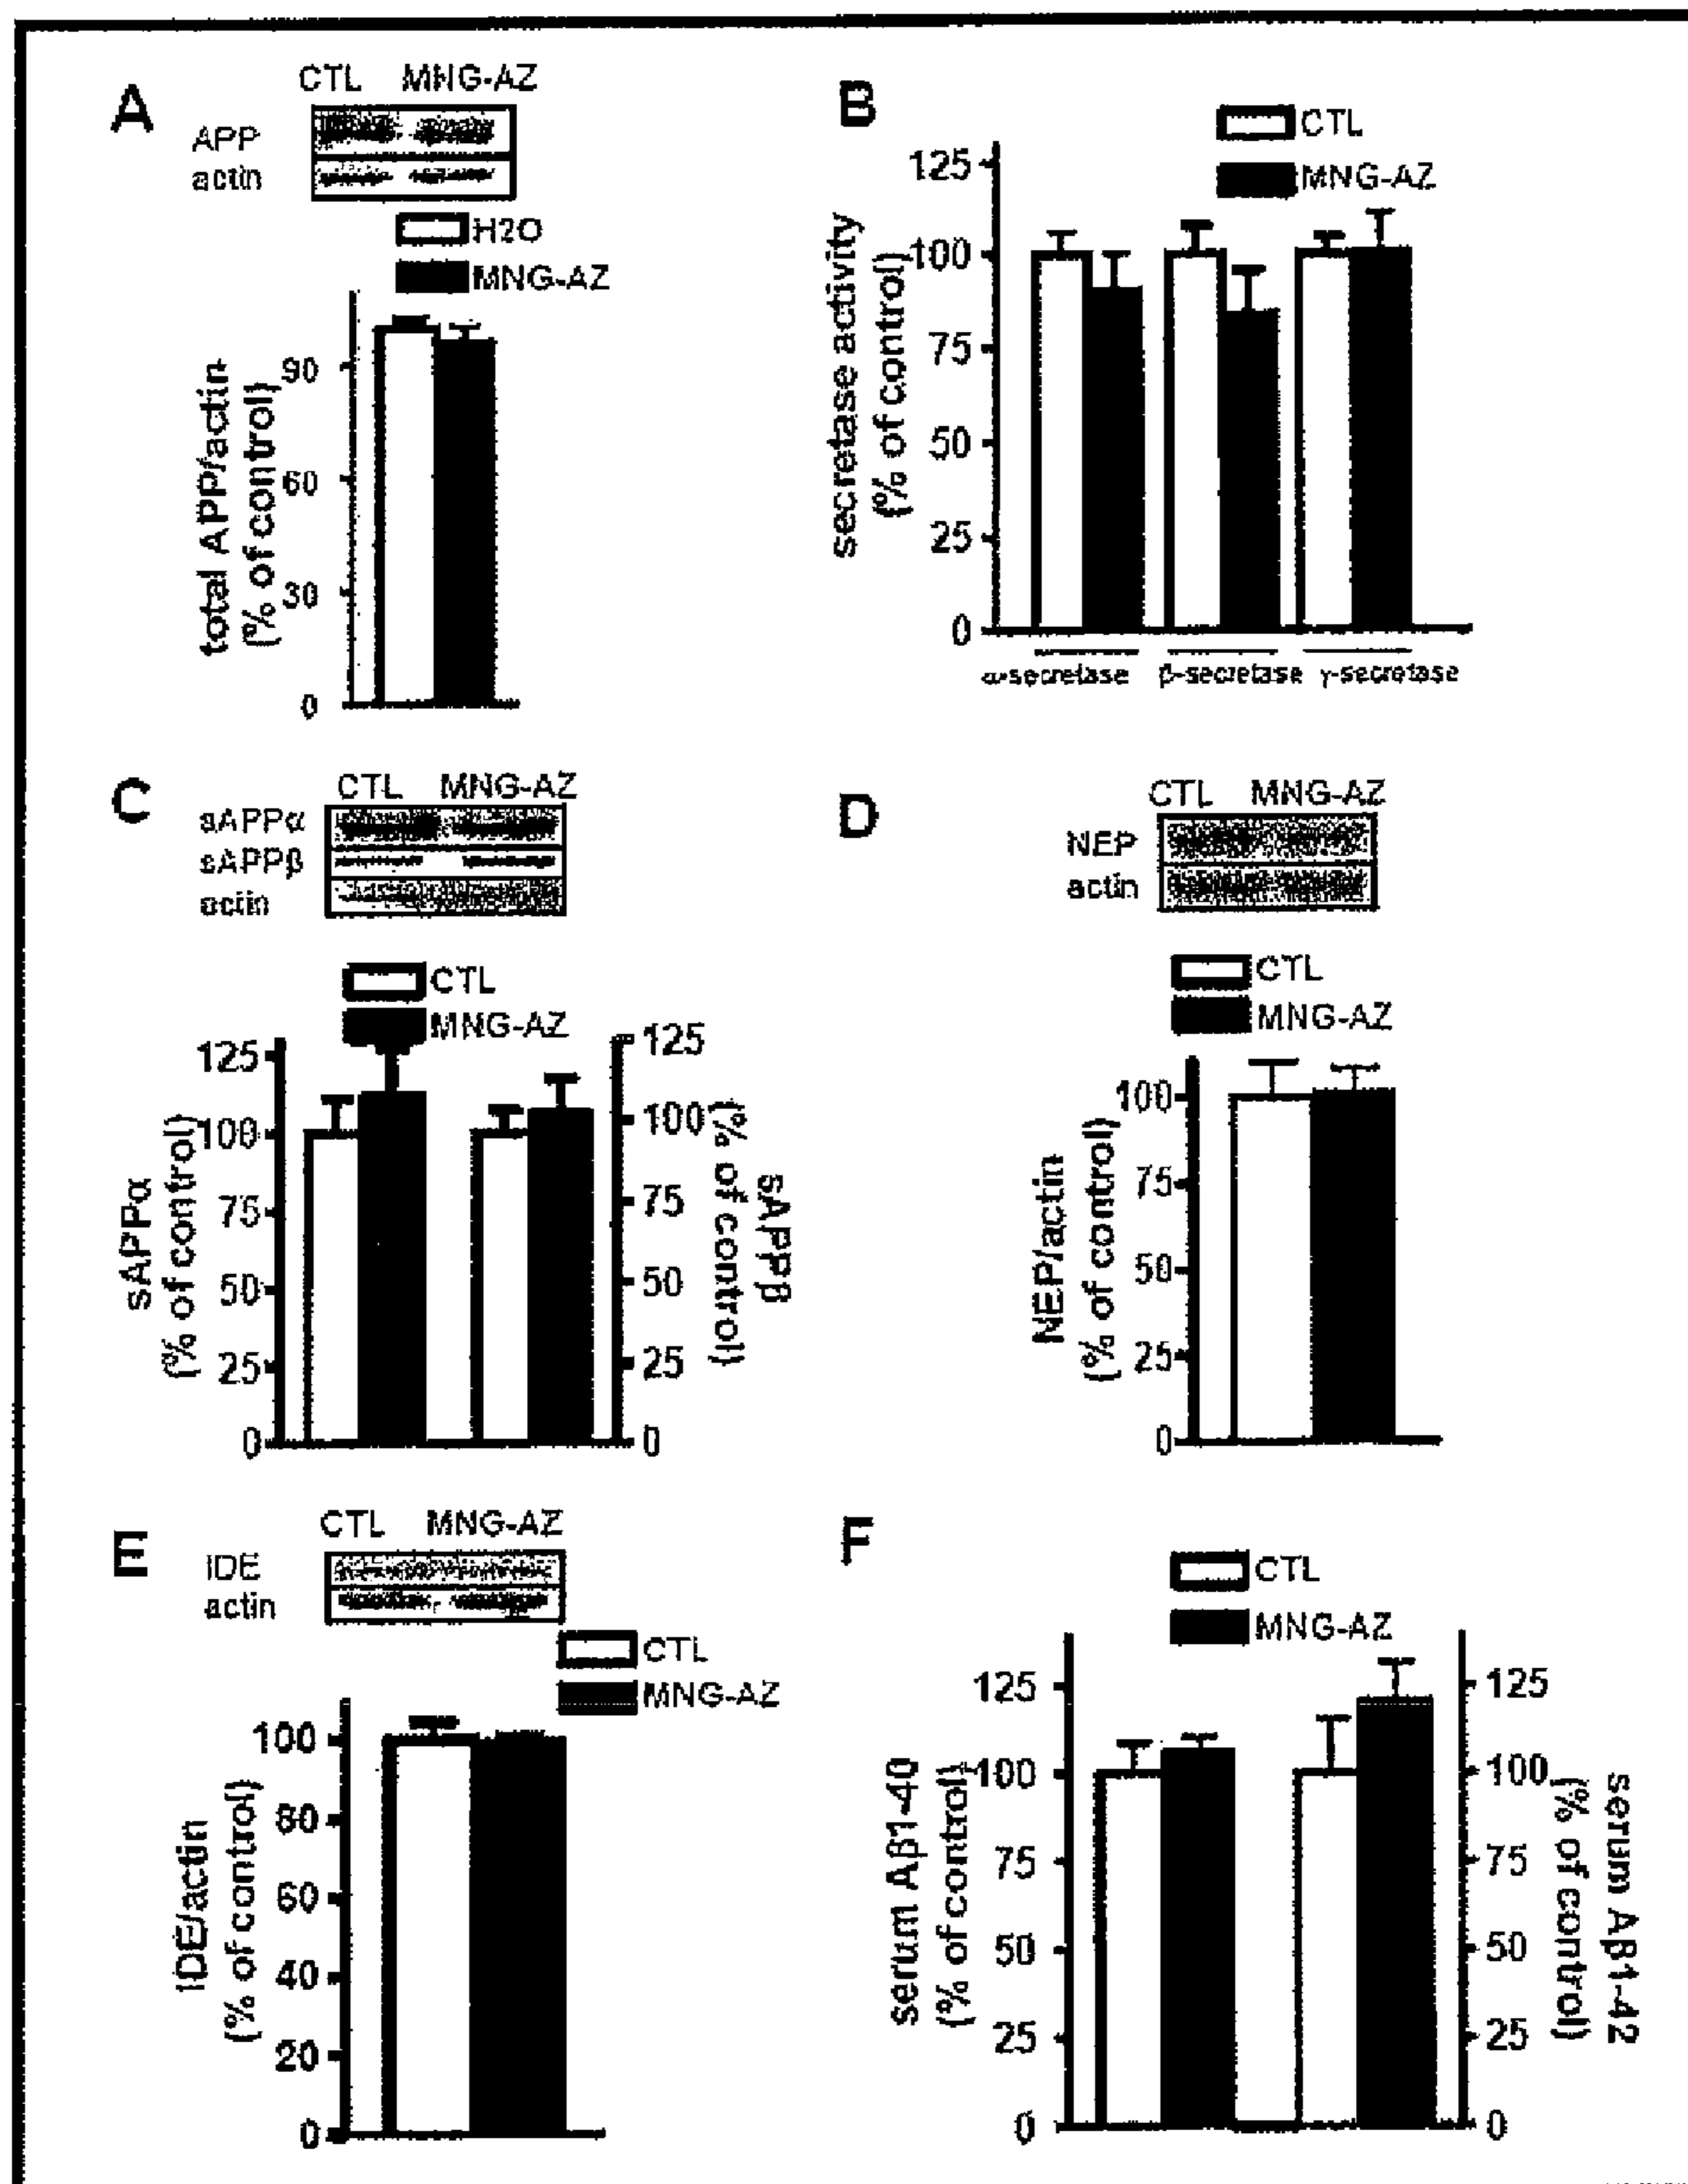 A
CTL MNG-AZ
APP
actin
H2O
MNG-AZ
total APP/actin
(% of control)
90
60
30
0
B
CTL
MNG-AZ
secretase activity
(% of control)
125
100
75
50
25
0
α-secretase β-secretase γ-secretase
C
CTL MNG-AZ
sAPPα
sAPPβ
actin
CTL
MNG-AZ
sAPPα
(% of control)
125
100
75
50
25
0
125
100
75
50
25
0
sAPPβ
(% of control)
D
CTL MNG-AZ
NEP
actin
CTL
MNG-AZ
NEP/actin
(% of control)
100
75
50
25
0
E
CTL MNG-AZ
IDE
actin
CTL
MNG-AZ
IDE/actin
(% of control)
100
80
60
40
20
0
F
CTL
MNG-AZ
serum Aβ1-40
(% of control)
125
100
75
50
25
0
125
100
75
50
25
0
serum Aβ1-42
(% of control)